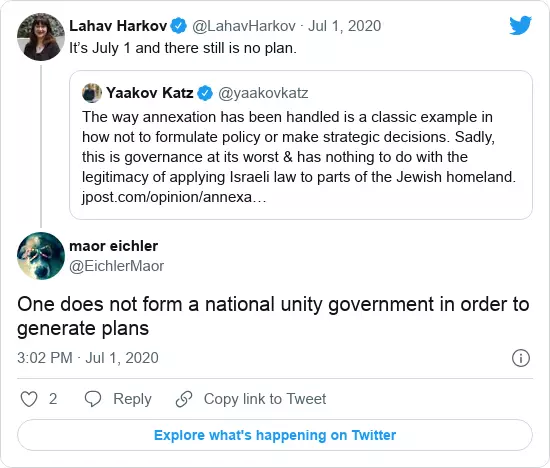 Lahav Harkov @LahavHarkov · Jul 1, 2020
It's July 1 and there still is no plan.
Yaakov Katz @yaakovkatz
The way annexation has been handled is a classic example in
how not to formulate policy or make strategic decisions. Sadly,
this is governance at its worst & has nothing to do with the
legitimacy of applying Israeli law to parts of the Jewish homeland.
jpost.com/opinion/annexa…
maor eichler
@EichlerMaor
One does not form a national unity government in order to
generate plans
3:02 PM · Jul 1, 2020
2 Reply Copy link to Tweet
Explore what's happening on Twitter